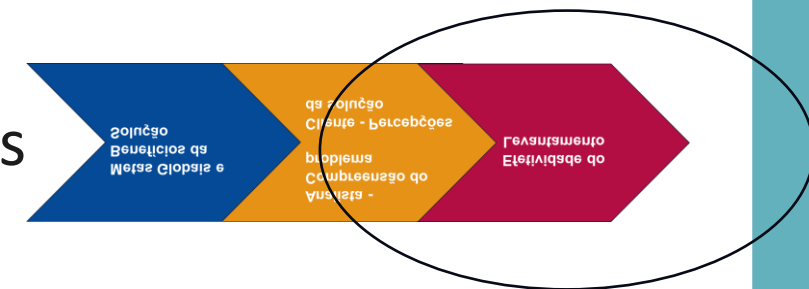 s
Metas Globais e
Benefícios da
Solução
Analista -
Compreensão do
problema
Cliente - Percepções
da solução
Efetividade do
Levantamento